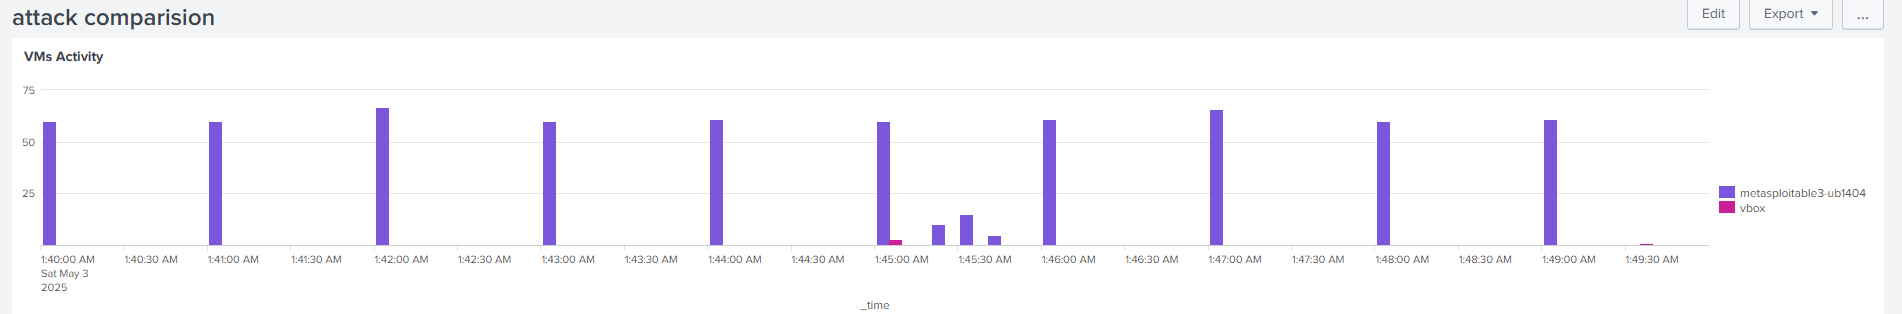 attack comparision
Edit
Export
...
VMs Activity
75
50
25
metasploitable3-ub1404
vbox
1:40:00 AM 1:40:30 AM 1:41:00 AM 1:41:30 AM 1:42:00 AM 1:42:30 AM 1:43:00 AM 1:43:30 AM 1:44:00 AM 1:44:30 AM 1:45:00 AM 1:45:30 AM 1:46:00 AM 1:46:30 AM 1:47:00 AM 1:47:30 AM 1:48:00 AM 1:48:30 AM 1:49:00 AM 1:49:30 AM
Sat May 3
2025
_time